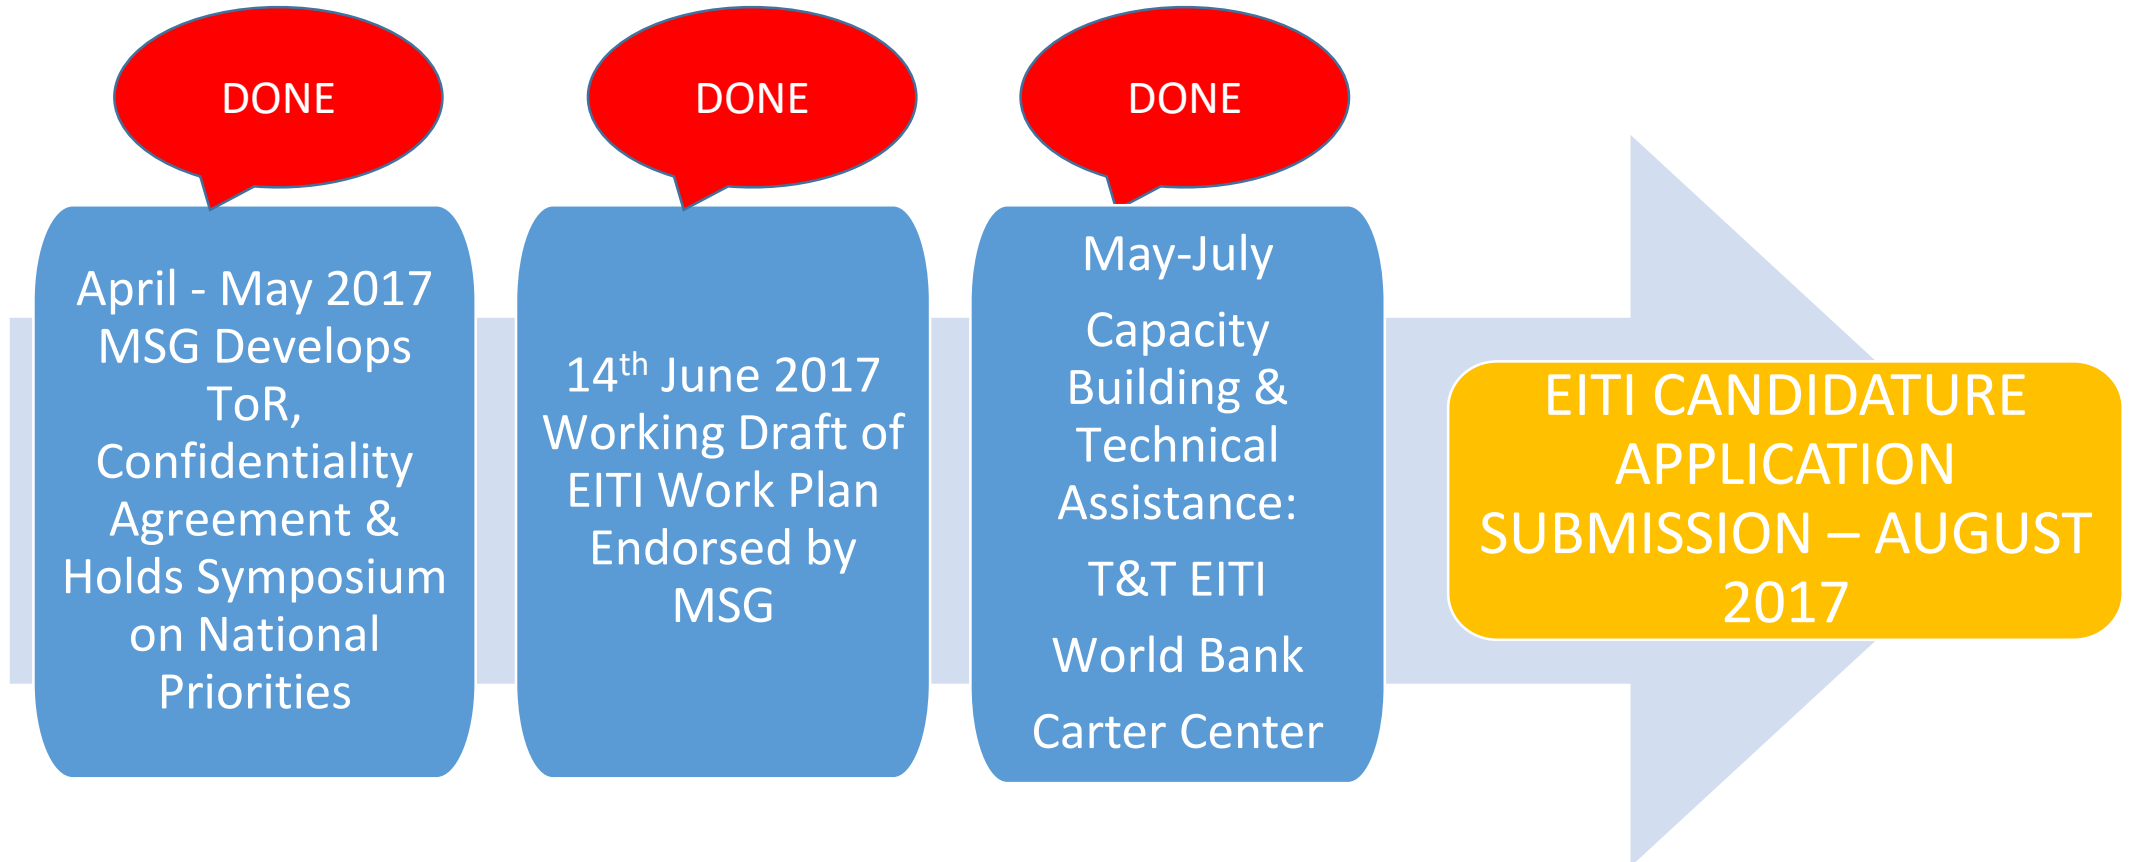 DONE
DONE
DONE
April - May 2017
MSG Develops
ToR,
Confidentiality
Agreement &
Holds Symposium
on National
Priorities
14th June 2017
Working Draft of
EITI Work Plan
Endorsed by
MSG
May-July
Capacity
Building &
Technical
Assistance:
T&T EITI
World Bank
Carter Center
EITI CANDIDATURE
APPLICATION
SUBMISSION – AUGUST
2017